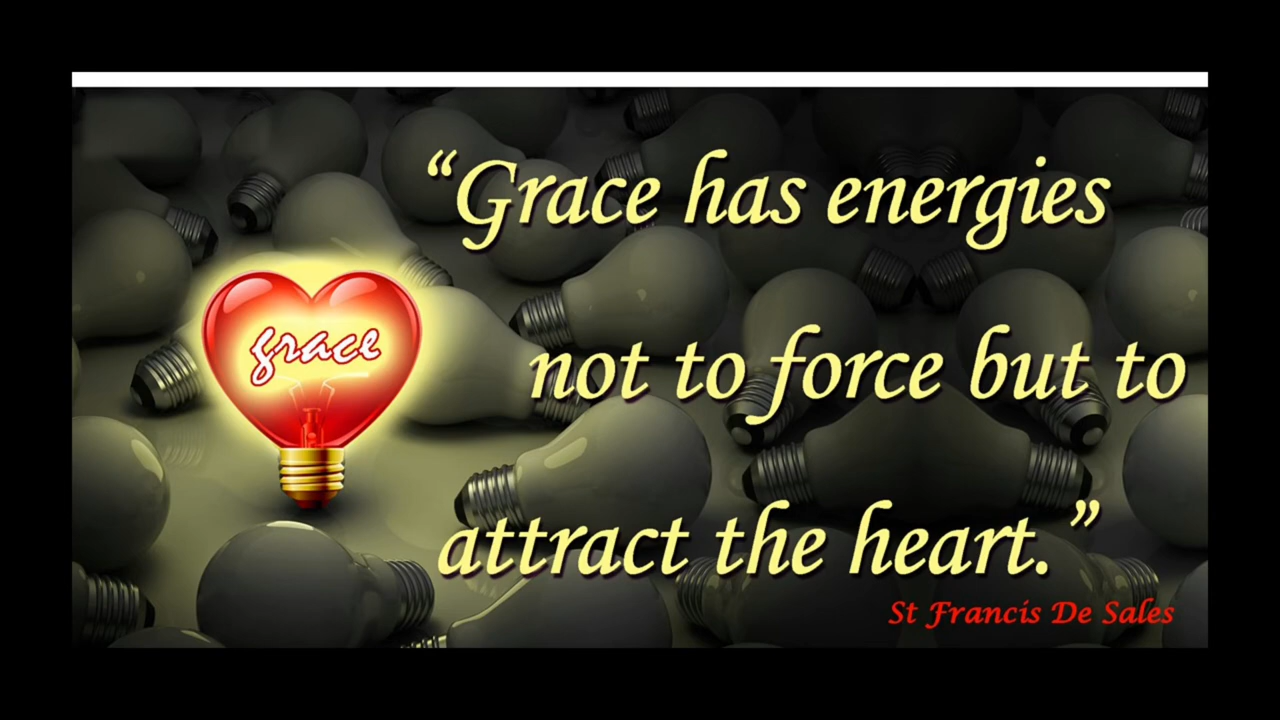 “Grace has energies
grace
not to force but to
attract the heart.”
St Francis De Sales